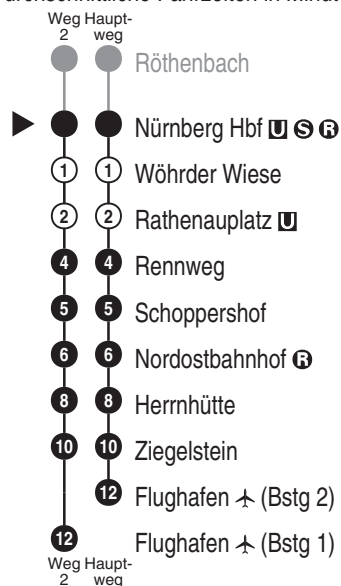 durchschnittliche Fahrzeiten in Minut
Weg Haupt-
2 weg
Röthenbach
Nürnberg Hbf U S R
1 1 Wöhrder Wiese
2 2 Rathenauplatz U
4 4 Rennweg
5 5 Schoppershof
6 6 Nordostbahnhof R
8 8 Herrnhütte
10 10 Ziegelstein
12 Flughafen (Bstg 2)
12 Flughafen (Bstg 1)
Weg Haupt-
2 weg